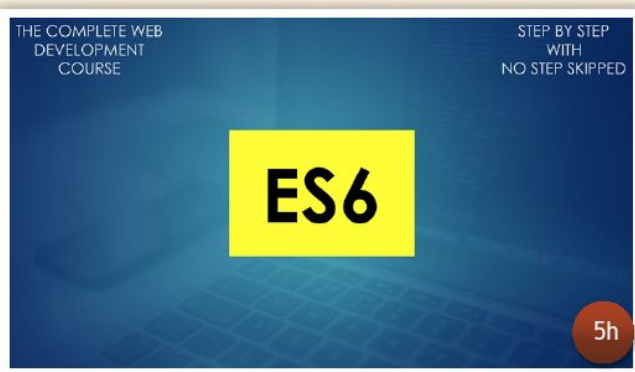 THE COMPLETE WEB
DEVELOPMENT
COURSE
STEP BY STEP
WITH
NO STEP SKIPPED
ES6
5h